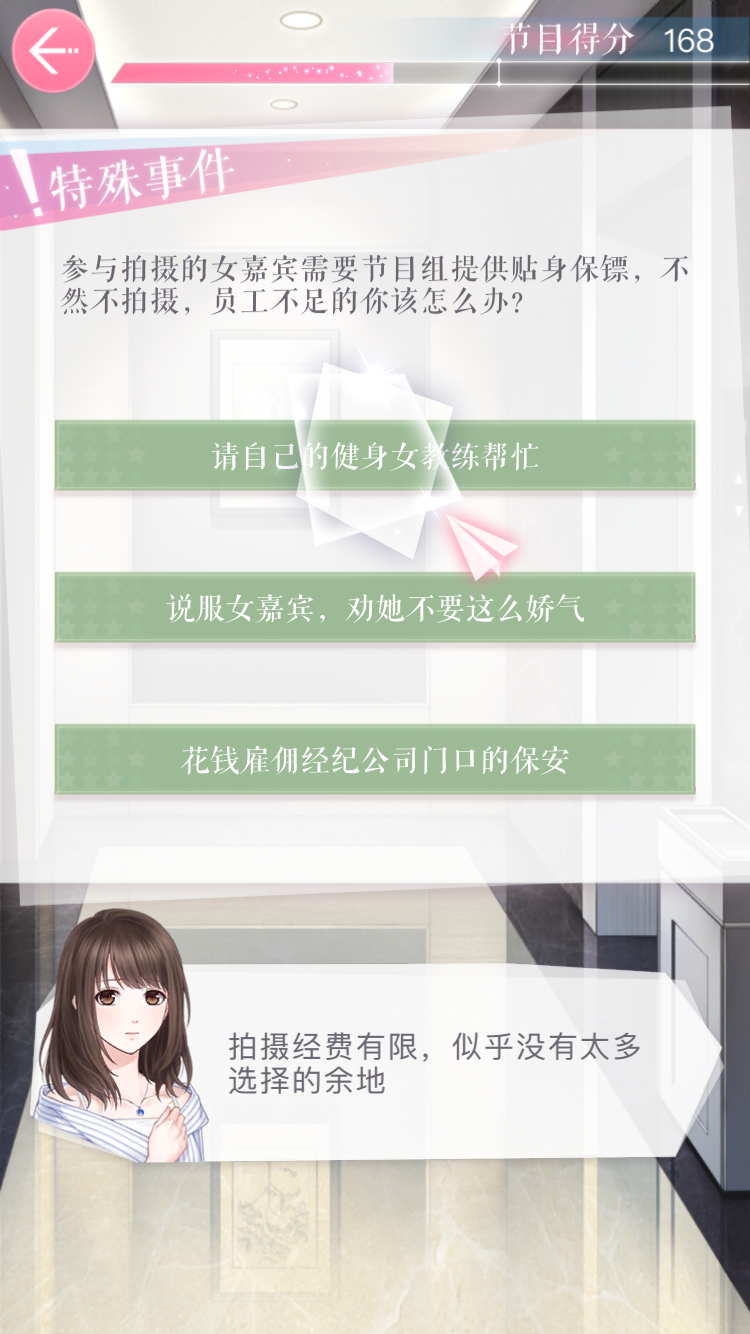 节目得分 168
!特殊事件
参与拍摄的女嘉宾需要节目组提供贴身保镖，不
然不拍摄，员工不足的你该怎么办？
请自己的健身女教练帮忙
说服女嘉宾，劝她不要这么娇气
花钱雇佣经纪公司门口的保安
拍摄经费有限，似乎没有太多
选择的余地